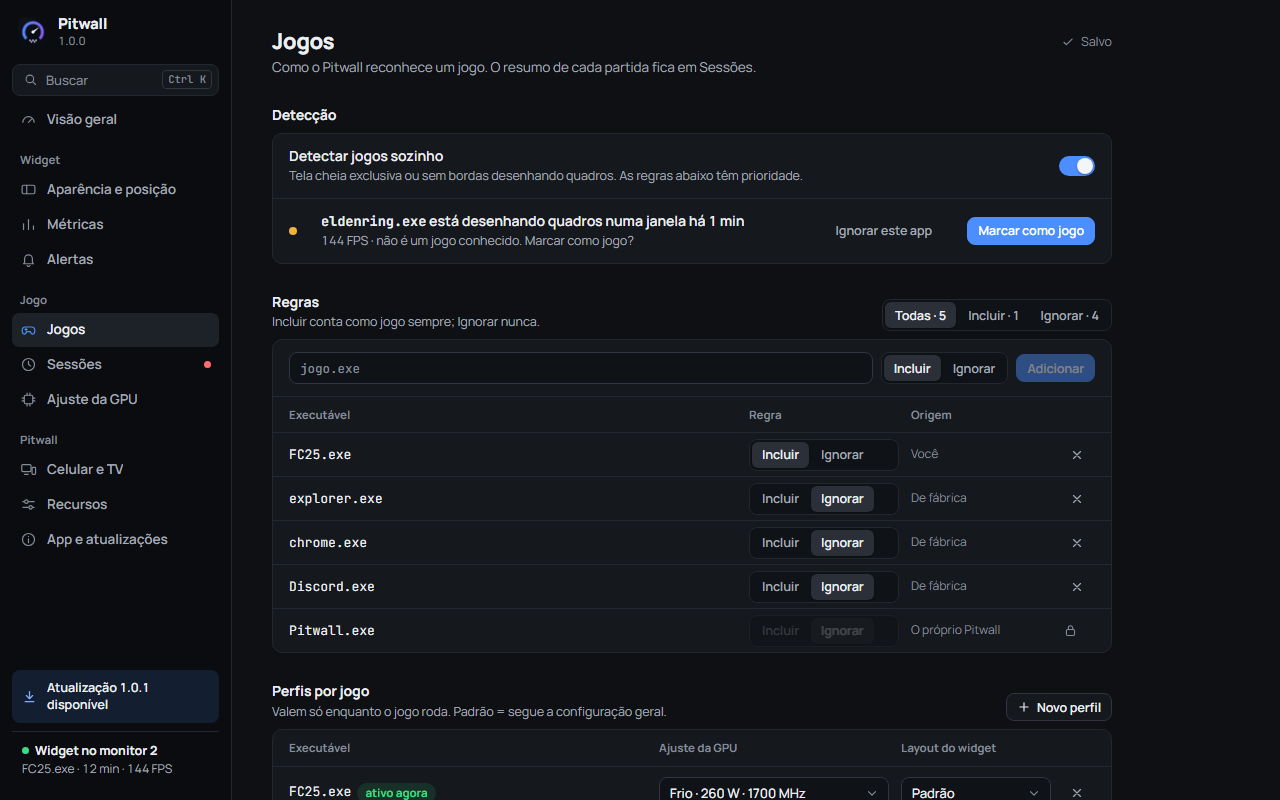 Pitwall
1.0.0
Buscar
Ctrl K
Visão geral
Widget
Aparência e posição
Métricas
Alertas
Jogo
Jogos
Sessões
Ajuste da GPU
Pitwall
Celular e TV
Recursos
App e atualizações
Atualização 1.0.1
disponível
Widget no monitor 2
FC25.exe · 12 min · 144 FPS
Jogos
Salvo
Como o Pitwall reconhece um jogo. O resumo de cada partida fica em Sessões.
Detecção
Detectar jogos sozinho
Tela cheia exclusiva ou sem bordas desenhando quadros. As regras abaixo têm prioridade.
eldenring.exe está desenhando quadros numa janela há 1 min
144 FPS · não é um jogo conhecido. Marcar como jogo?
Ignorar este app
Marcar como jogo
Regras
Incluir conta como jogo sempre; Ignorar nunca.
Todas · 5 Incluir · 1 Ignorar · 4
jogo.exe
Incluir Ignorar
Adicionar
Executável Regra Origem
FC25.exe Incluir Ignorar Você
explorer.exe Incluir Ignorar De fábrica
chrome.exe Incluir Ignorar De fábrica
Discord.exe Incluir Ignorar De fábrica
Pitwall.exe Incluir Ignorar O próprio Pitwall
Perfis por jogo
Valem só enquanto o jogo roda. Padrão = segue a configuração geral.
Novo perfil
Executável Ajuste da GPU Layout do widget
FC25.exe ativo agora Frio · 260 W · 1700 MHz Padrão